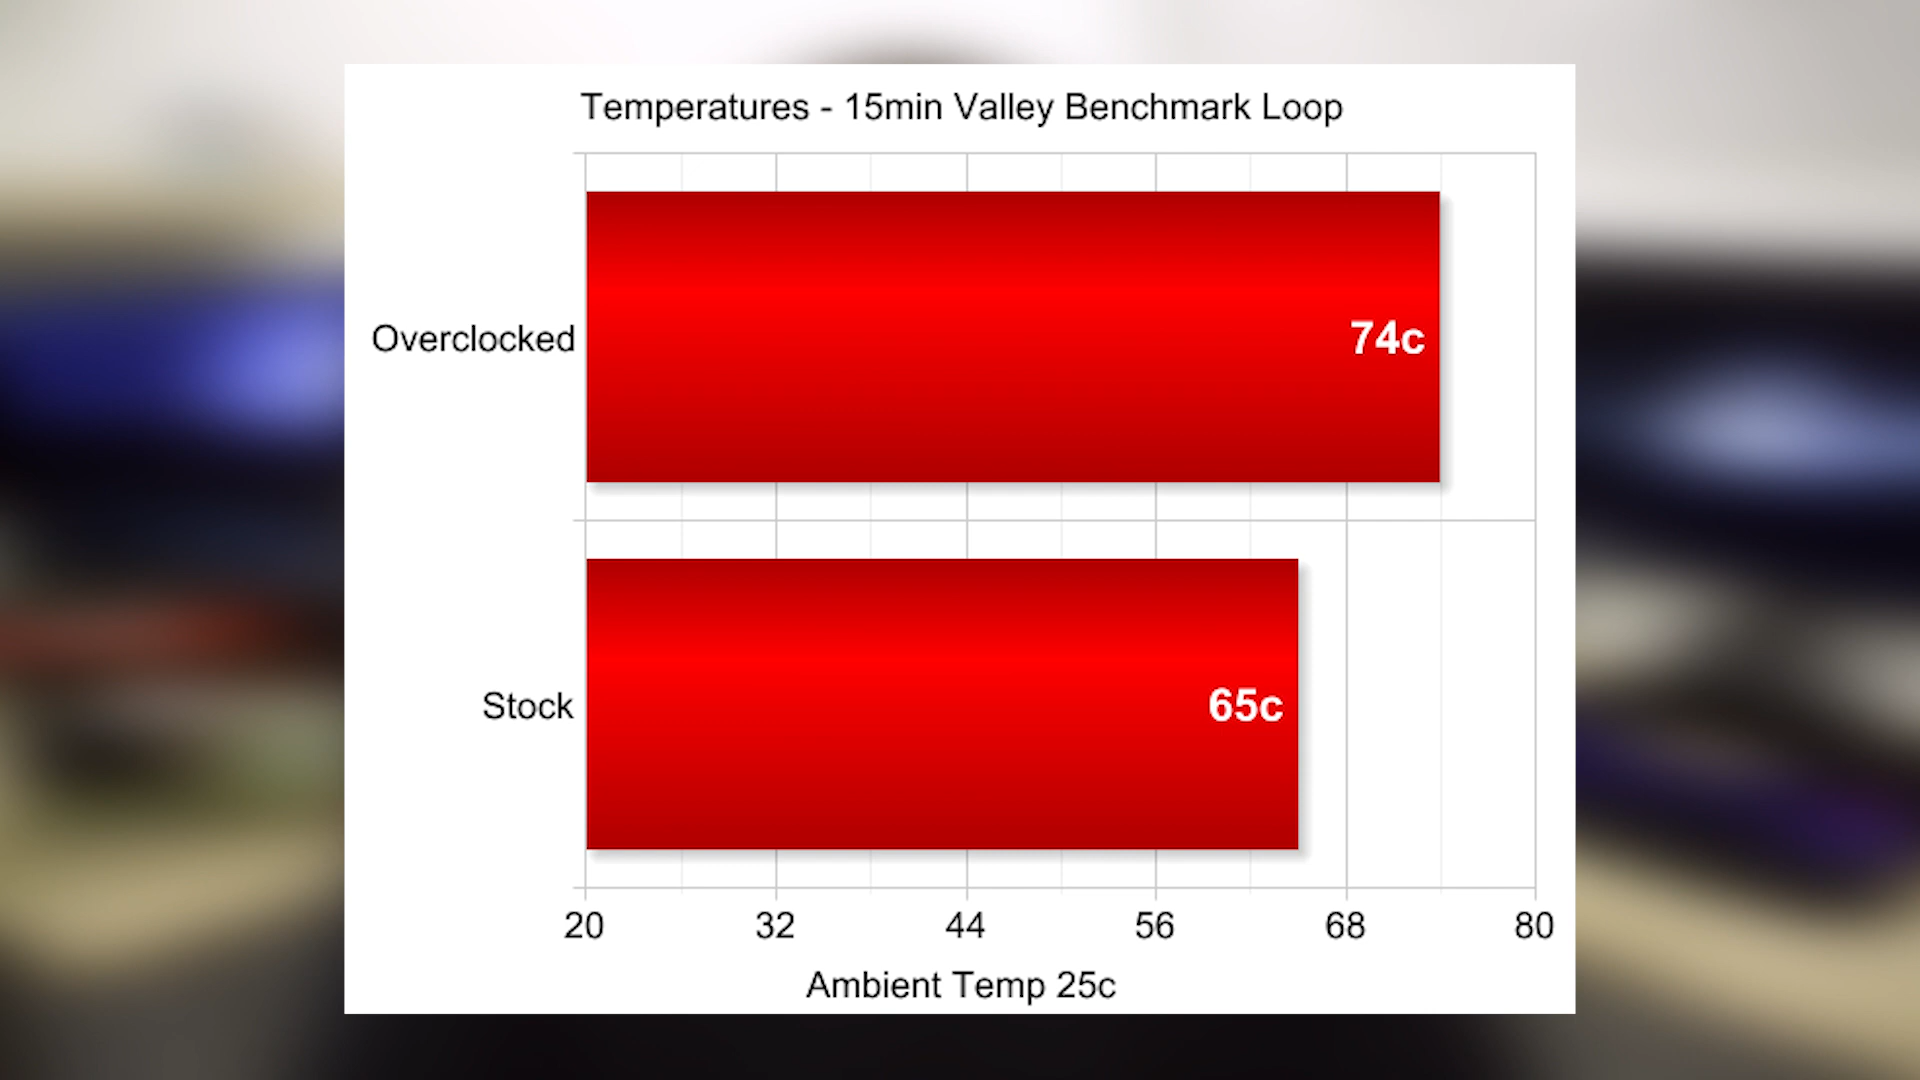 Temperatures - 15min Valley Benchmark Loop
Overclocked
74c
Stock
65c
20 32 44 56 68 80
Ambient Temp 25c